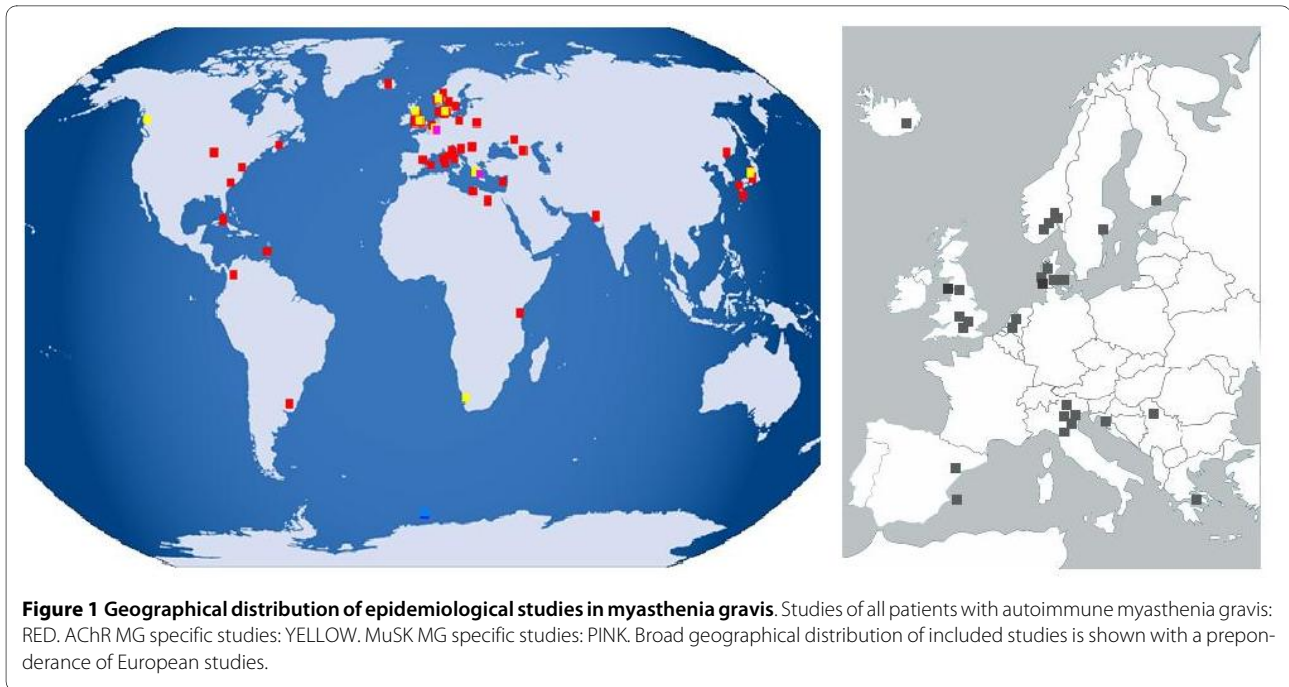 Figure 1 Geographical distribution of epidemiological studies in myasthenia gravis. Studies of all patients with autoimmune myasthenia gravis:
RED. AChR MG specific studies: YELLOW. MuSK MG specific studies: PINK. Broad geographical distribution of included studies is shown with a prepon-
derance of European studies.